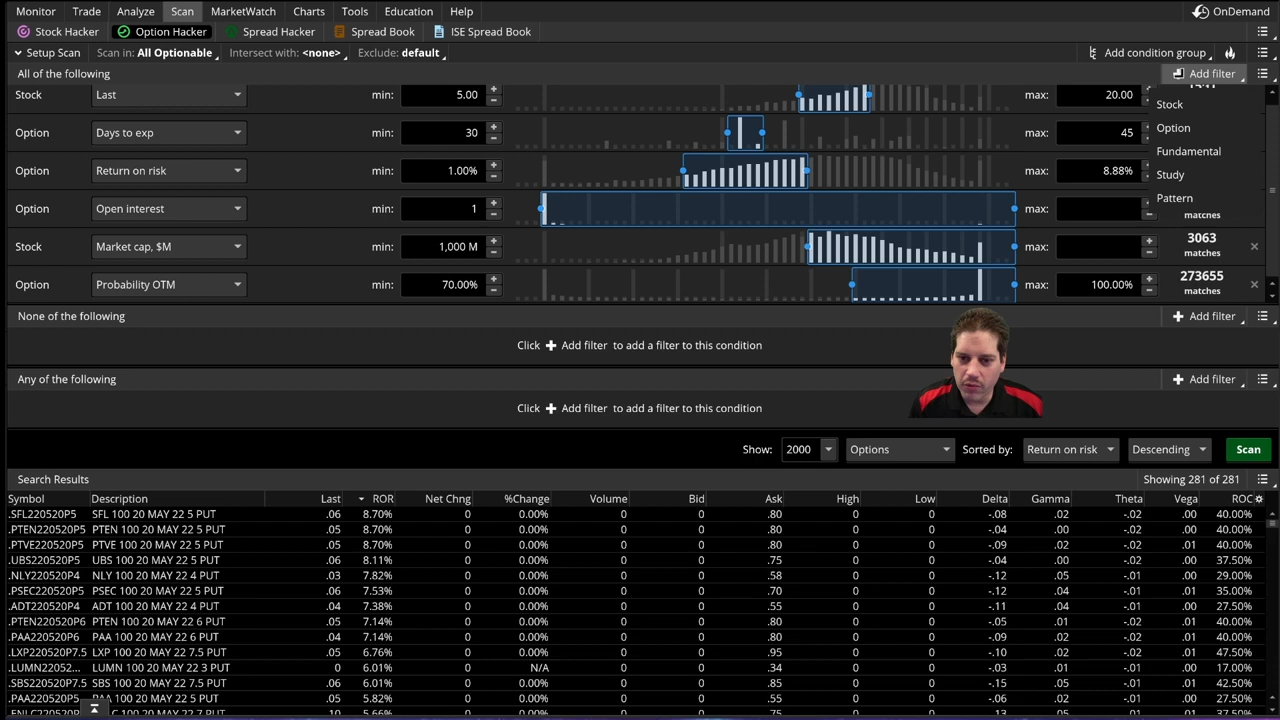 Monitor Trade Analyze Scan MarketWatch Charts Tools Education Help OnDemand
Stock Hacker Option Hacker Spread Hacker Spread Book ISE Spread Book
Setup Scan Scan in: All Optionable Intersect with: <none> Exclude: default Add condition group
All of the following Add filter
Stock Last min: 5.00 max: 20.00
Stock
Option Days to exp min: 30 max: 45
Option
Fundamental
Option Return on risk min: 1.00% max: 8.88%
Study
Pattern
Option Open interest min: 1 max:
matches
Stock Market cap, $M min: 1,000 M max: 3063
matches
Option Probability OTM min: 70.00% max: 100.00% 273655
matches
None of the following Add filter
Click + Add filter to add a filter to this condition
Any of the following Add filter
Click + Add filter to add a filter to this condition
Show: 2000 Options Sorted by: Return on risk Descending Scan
Search Results Showing 281 of 281
Symbol Description Last ROR Net Chng %Change Volume Bid Ask High Low Delta Gamma Theta Vega ROC
.SFL220520P5 SFL 100 20 MAY 22 5 PUT .06 8.70% 0 0.00% 0 0 .80 0 0 -.08 .02 -.02 .00 40.00%
.PTEN220520P5 PTEN 100 20 MAY 22 5 PUT .05 8.70% 0 0.00% 0 0 .80 0 0 -.04 .00 -.02 .00 40.00%
.PTVE220520P5 PTVE 100 20 MAY 22 5 PUT .05 8.70% 0 0.00% 0 0 .80 0 0 -.09 .02 -.02 .01 40.00%
.UBS220520P5 UBS 100 20 MAY 22 5 PUT .06 8.11% 0 0.00% 0 0 .75 0 0 -.04 .00 -.02 .00 37.50%
.NLY220520P4 NLY 100 20 MAY 22 4 PUT .03 7.82% 0 0.00% 0 0 .58 0 0 -.12 .05 -.01 .00 29.00%
.PSEC220520P5 PSEC 100 20 MAY 22 5 PUT .06 7.53% 0 0.00% 0 0 .70 0 0 -.12 .04 -.01 .01 35.00%
.ADT220520P4 ADT 100 20 MAY 22 4 PUT .04 7.38% 0 0.00% 0 0 .55 0 0 -.11 .04 -.01 .00 27.50%
.PTEN220520P6 PTEN 100 20 MAY 22 6 PUT .05 7.14% 0 0.00% 0 0 .80 0 0 -.05 .01 -.02 .01 40.00%
.PAA220520P6 PAA 100 20 MAY 22 6 PUT .04 7.14% 0 0.00% 0 0 .80 0 0 -.09 .02 -.02 .01 40.00%
.LXP220520P7.5 LXP 100 20 MAY 22 7.5 PUT .05 6.76% 0 0.00% 0 0 .95 0 0 -.10 .02 -.02 .01 47.50%
.LUMN22052... LUMN 100 20 MAY 22 3 PUT 0 6.01% 0 N/A 0 0 .34 0 0 -.03 .01 -.01 .00 17.00%
.SBS220520P7.5 SBS 100 20 MAY 22 7.5 PUT .06 6.01% 0 0.00% 0 0 .85 0 0 -.15 .05 -.01 .01 42.50%
.PAA220520P5 PAA 100 20 MAY 22 5 PUT .05 5.82% 0 0.00% 0 0 .55 0 0 -.06 .02 -.01 .00 27.50%